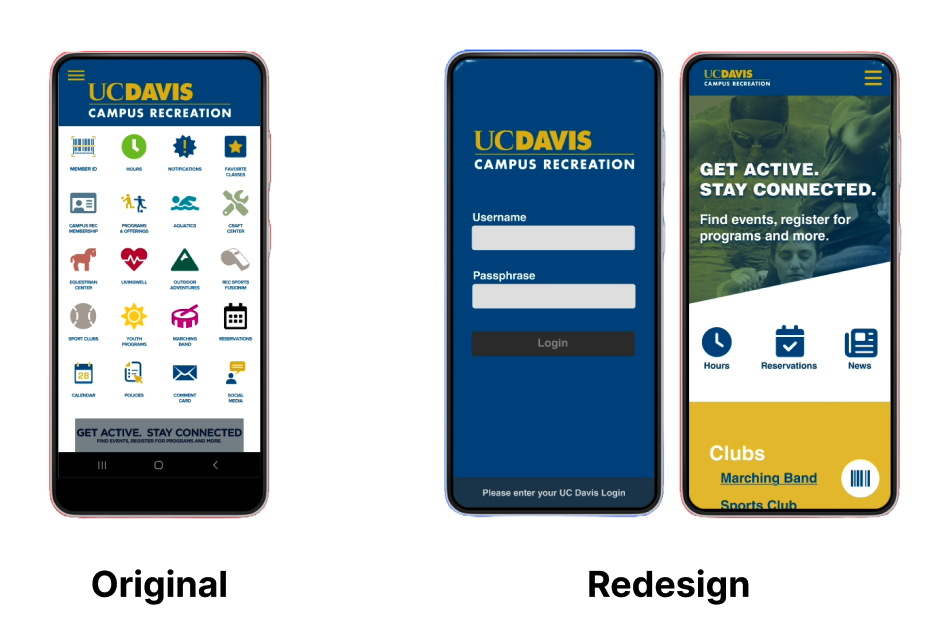 UCDAVIS
CAMPUS RECREATION
MEMBER ID
HOURS
NOTIFICATIONS
FAVORITE
CLASSES
CAMPUS REC
MEMBERSHIP
PROGRAMS
& OFFERINGS
AQUATICS
CRAFT
CENTER
EQUESTRIAN
CENTER
LIVINGWELL
OUTDOOR
ADVENTURES
REC SPORTS
FUSIONIM
SPORT CLUBS
YOUTH
PROGRAMS
MARCHING
BAND
RESERVATIONS
28
CALENDAR
POLICIES
COMMENT
CARD
SOCIAL
MEDIA
GET ACTIVE. STAY CONNECTED
FIND EVENTS, REGISTER FOR PROGRAMS AND MORE.
Original
UCDAVIS
CAMPUS RECREATION
Username
Passphrase
Login
Please enter your UC Davis Login
UCDAVIS
CAMPUS RECREATION
GET ACTIVE.
STAY CONNECTED.
Find events, register for
programs and more.
Hours
Reservations
News
Clubs
Marching Band
Sports Club
Redesign